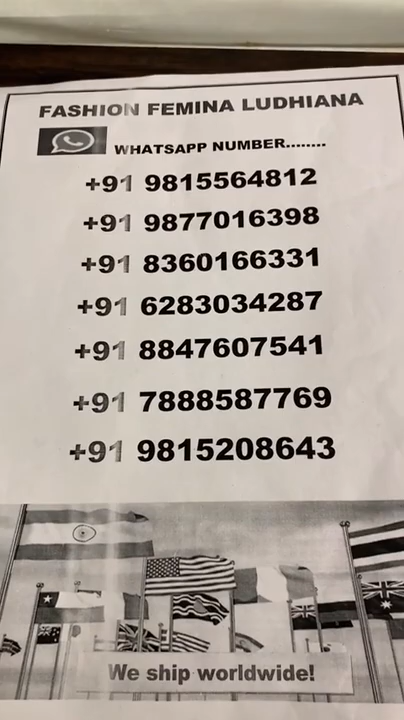 FASHION FEMINA LUDHIANA
WHATSAPP NUMBER........
+91 9815564812
+91 9877016398
+91 8360166331
+91 6283034287
+91 8847607541
+91 7888587769
+91 9815208643
We ship worldwide!